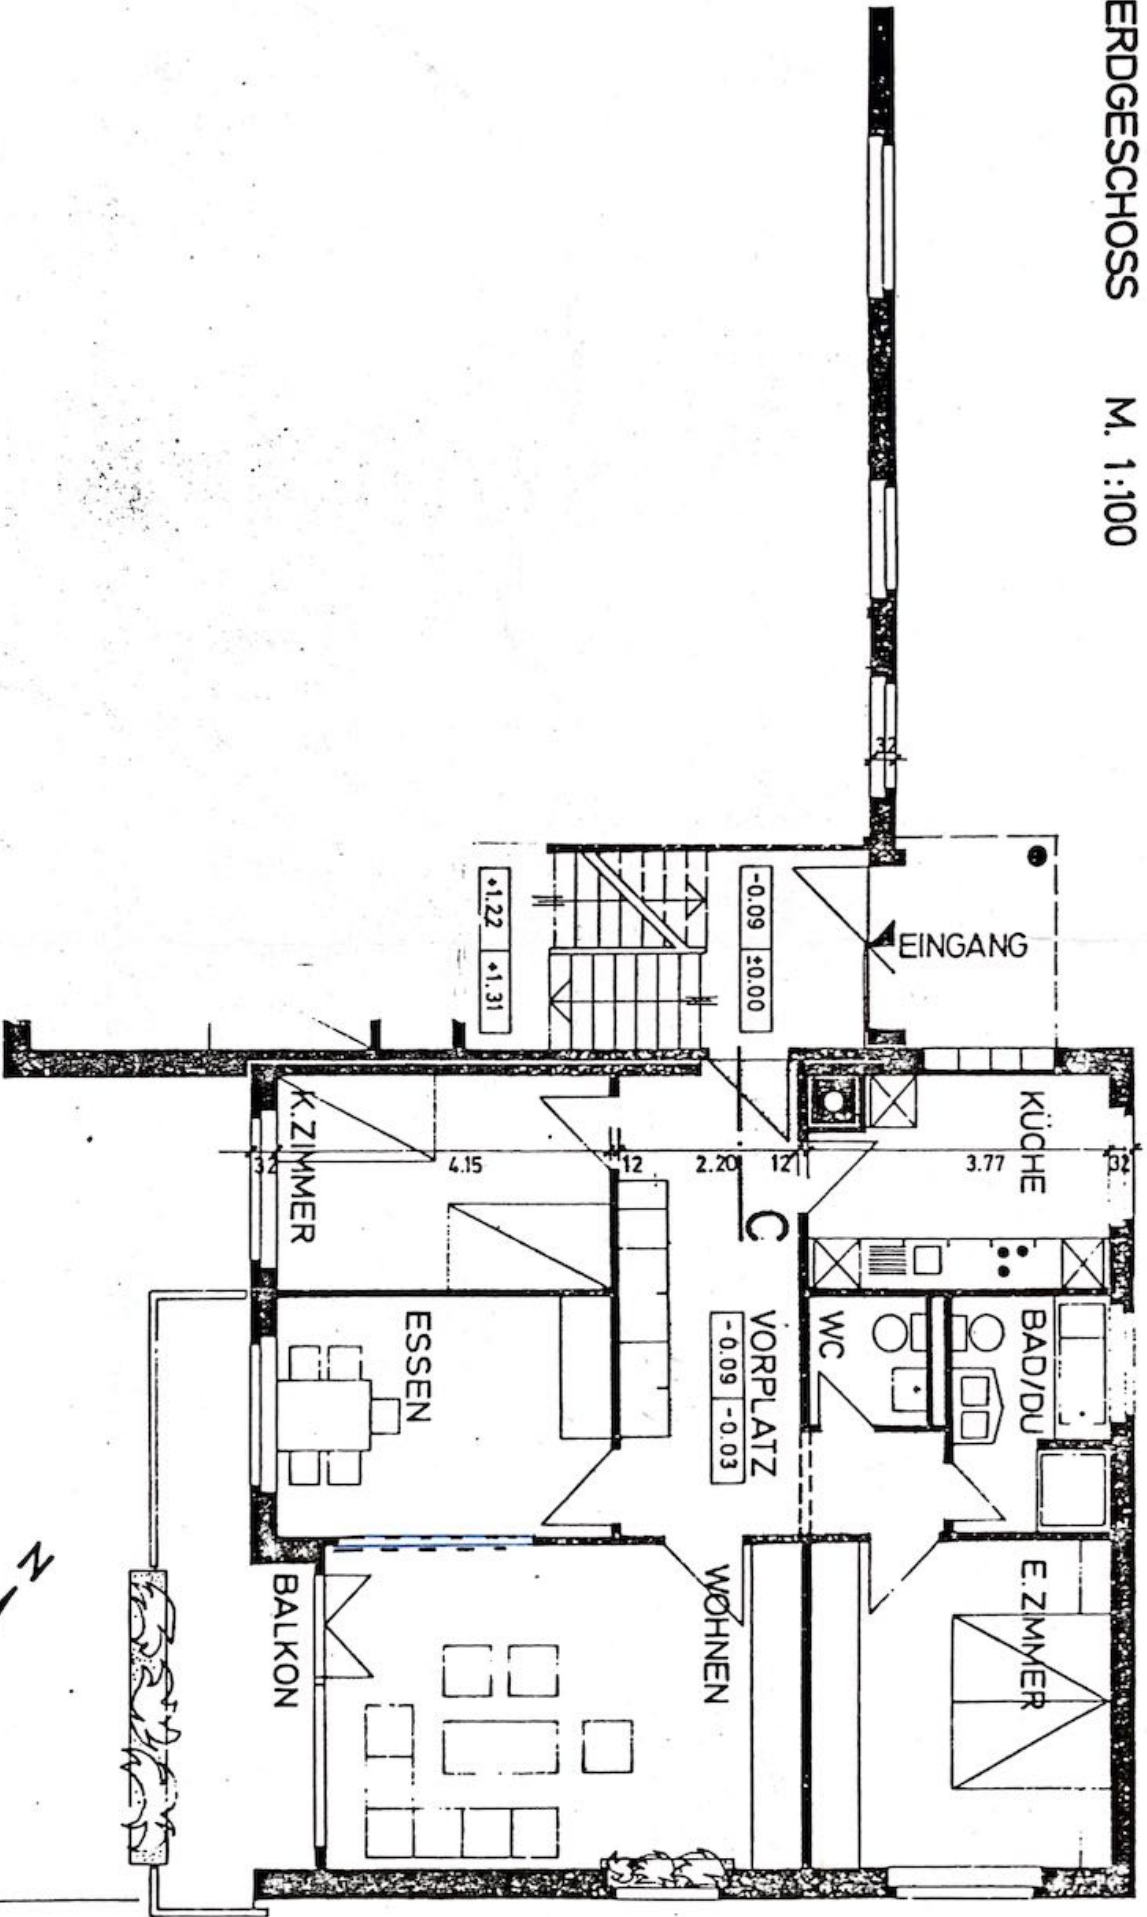 ERDGESCHOSS M. 1:100
32
EINGANG
-0.09 ±0.00
+1.22 +1.31
KÜCHE
K.ZIMMER
32 4.15 12 2.20 12 3.77 32
C
BAD/DU
WC
VORPLATZ
-0.09 -0.03
ESSEN
E.ZIMMER
WOHNEN
BALKON
N